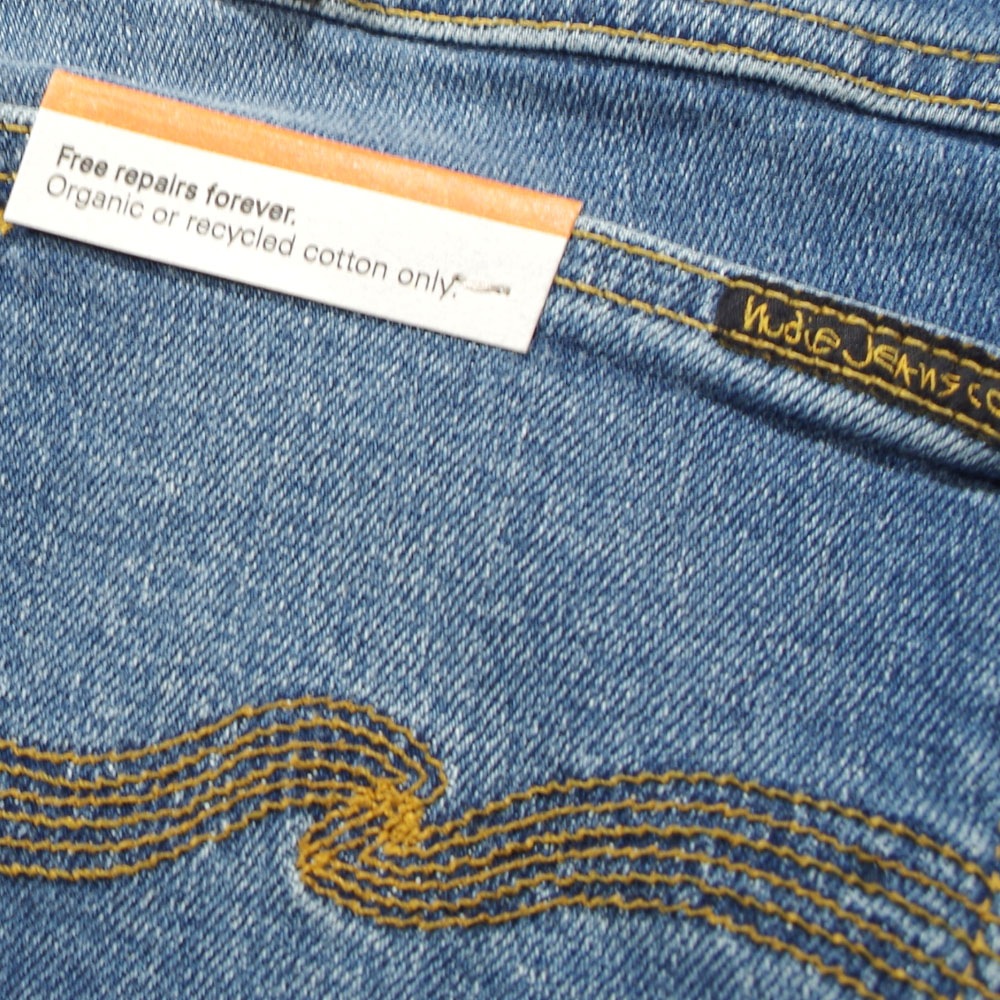 Free repairs forever.
Organic or recycled cotton only.
Nudie Jeans co